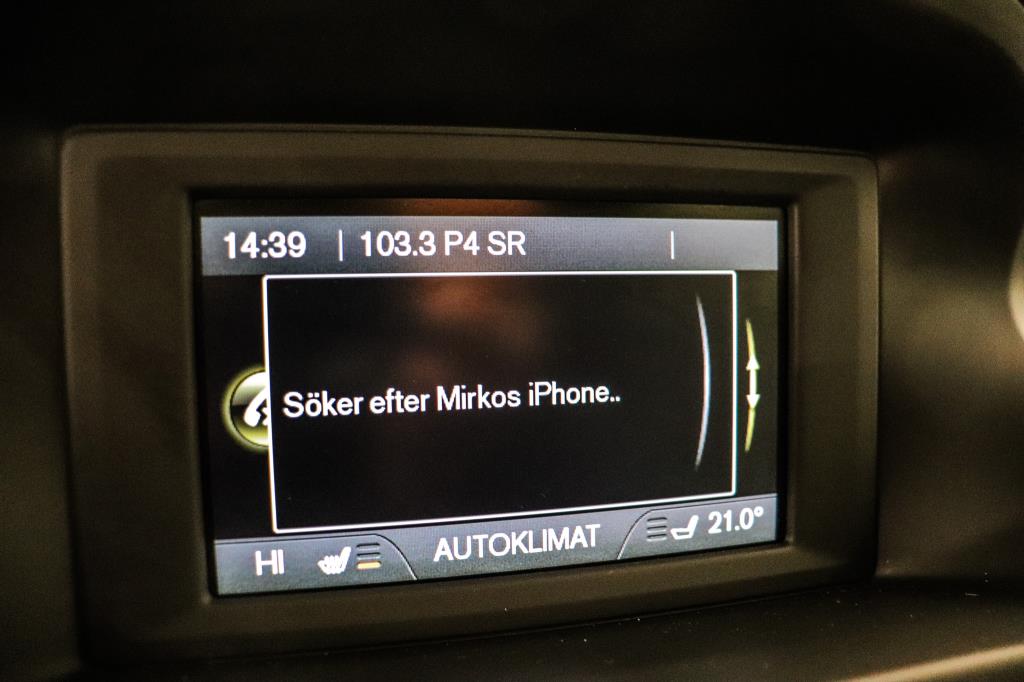 14:39 | 103.3 P4 SR |
Söker efter Mirkos iPhone..
HI AUTOKLIMAT 21.0°